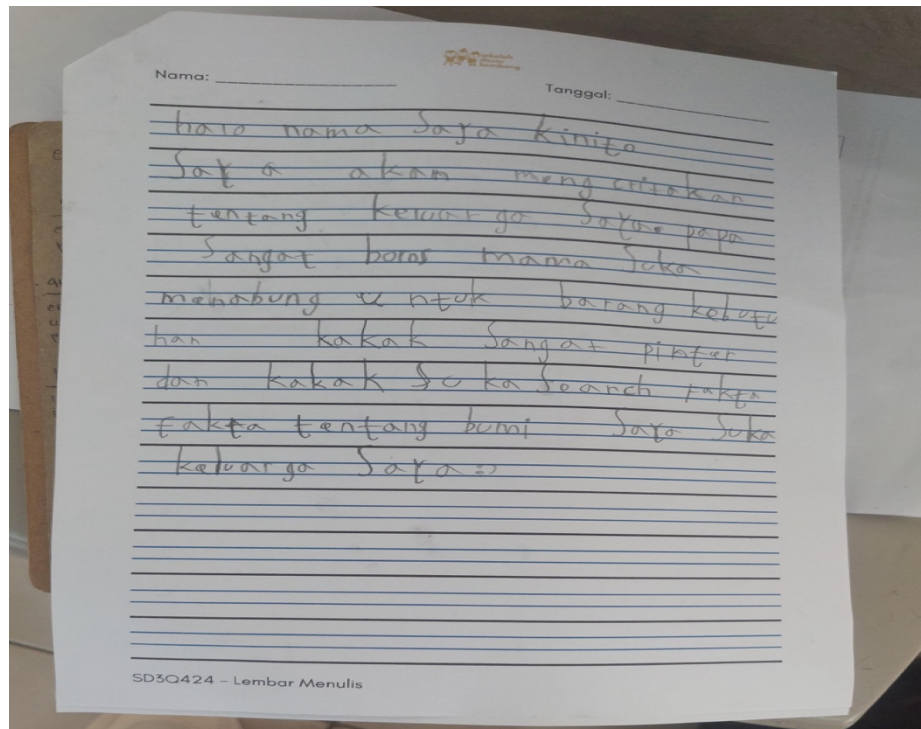 Nama:
Tanggal:
halo nama saya kinito
saya akan mengcritakan
tentang keluarga saya. papa
sangat boros mama suka
menabung untuk barang kebutu
han kakak sangat pinter
dan kakak suka search fakta
fakta tentang bumi saya suka
keluarga saya :)
SD3Q424 – Lembar Menulis